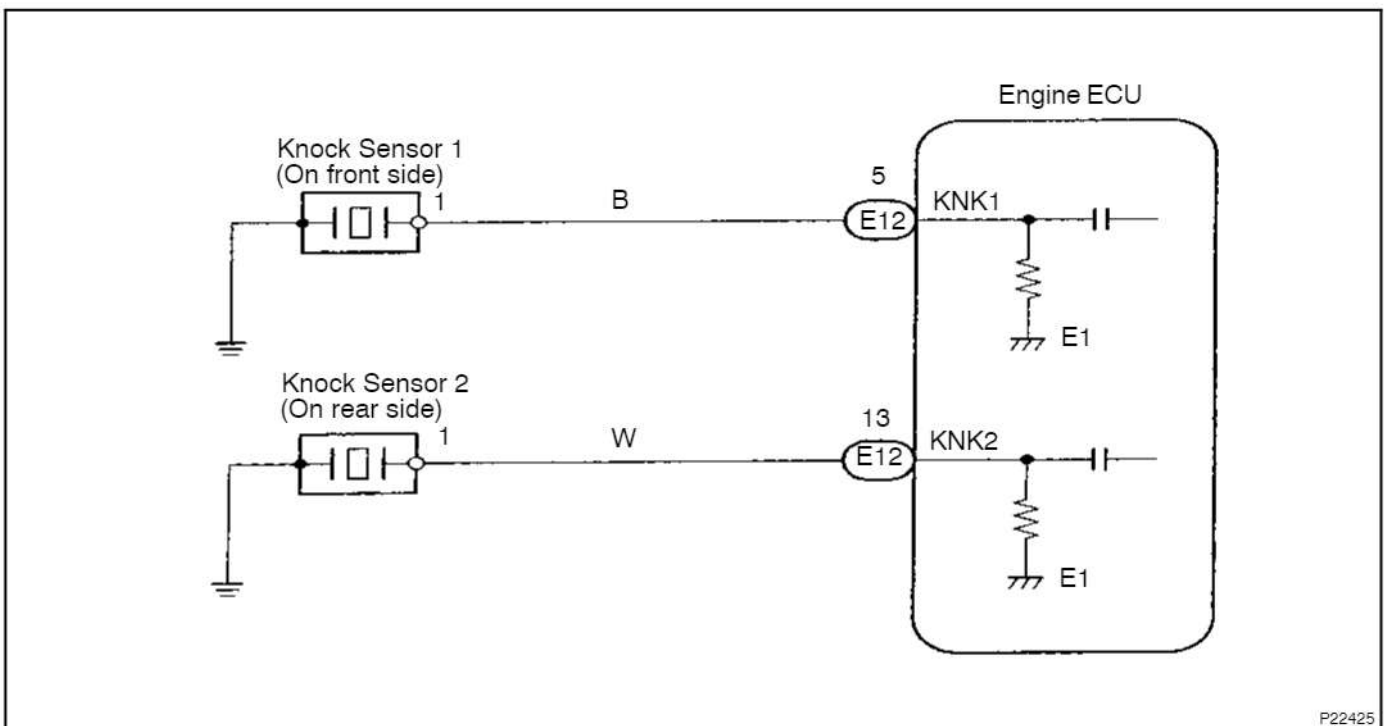 Engine ECU
Knock Sensor 1
(On front side)
1
B
5
E12
KNK1
E1
Knock Sensor 2
(On rear side)
1
W
13
E12
KNK2
E1
P22425